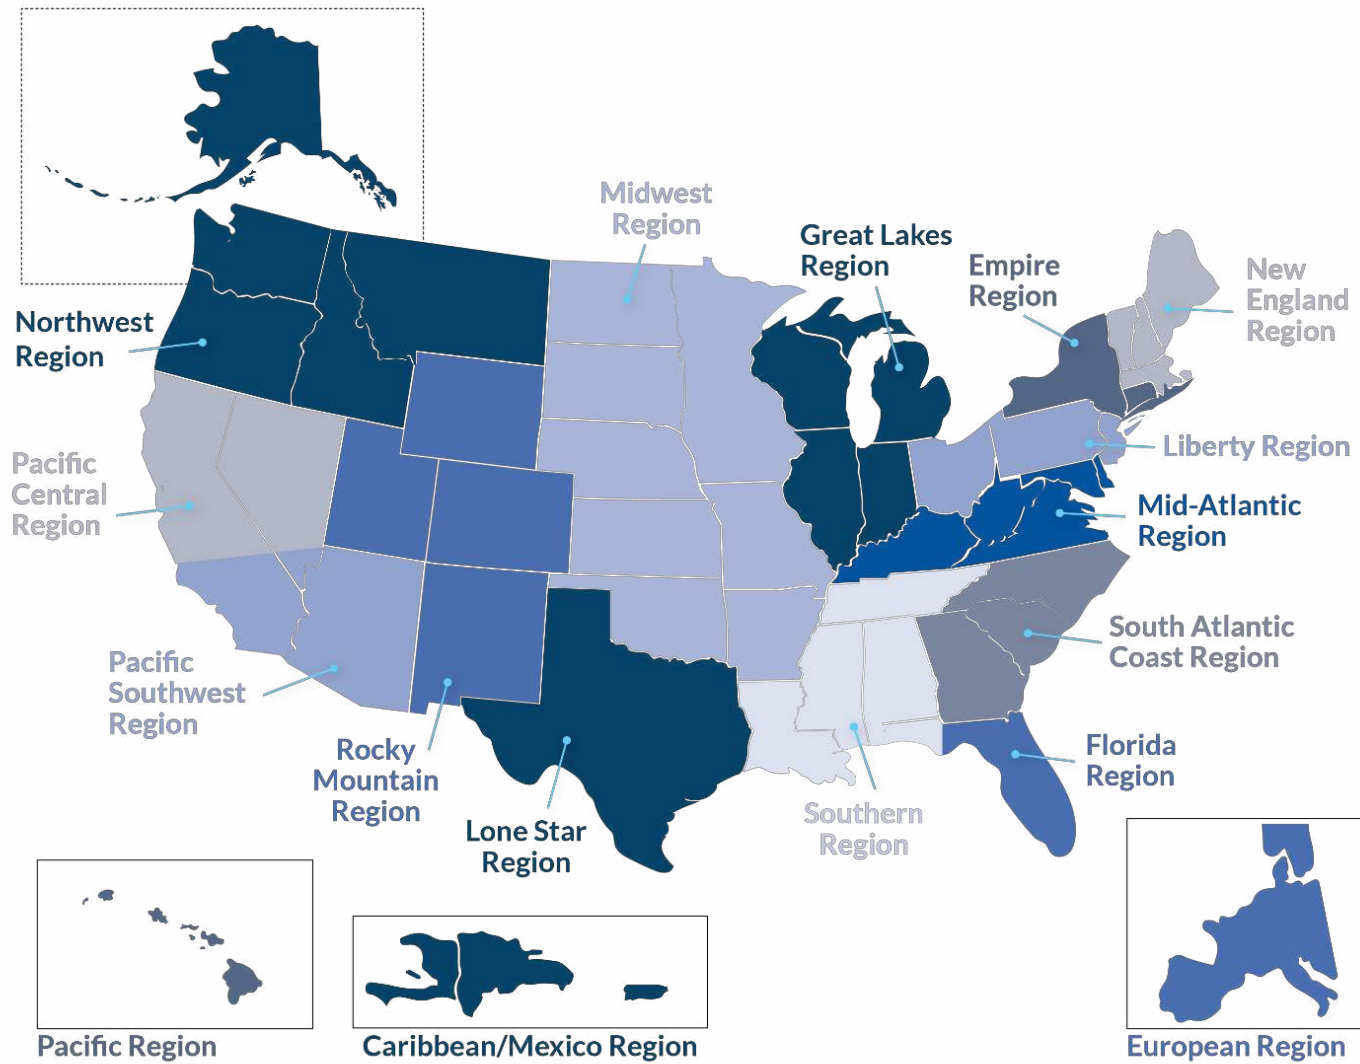 Midwest
Region
Great Lakes
Region
Empire
Region
New
England
Region
Northwest
Region
Liberty Region
Pacific
Central
Region
Mid-Atlantic
Region
South Atlantic
Coast Region
Pacific
Southwest
Region
Rocky
Mountain
Region
Florida
Region
Lone Star
Region
Southern
Region
Pacific Region
Caribbean/Mexico Region
European Region